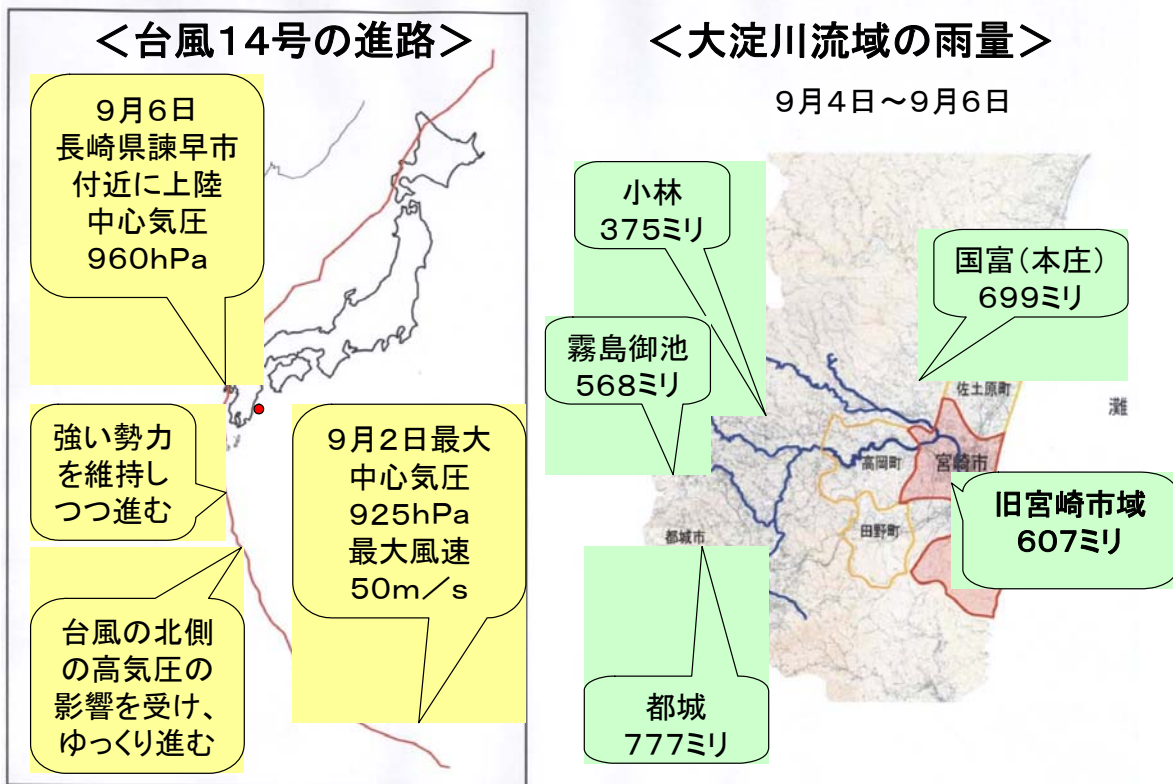 ＜台風１４号の進路＞
９月６日
長崎県諫早市
付近に上陸
中心気圧
９６０ｈＰａ
強い勢力
を維持し
つつ進む
９月２日最大
中心気圧
９２５ｈＰａ
最大風速
５０ｍ／ｓ
台風の北側
の高気圧の
影響を受け、
ゆっくり進む
＜大淀川流域の雨量＞
９月４日～９月６日
小林
３７５ミリ
国富（本庄）
６９９ミリ
霧島御池
５６８ミリ
佐土原町
灘
高岡町
宮崎市
旧宮崎市域
６０７ミリ
田野町
都城市
都城
７７７ミリ